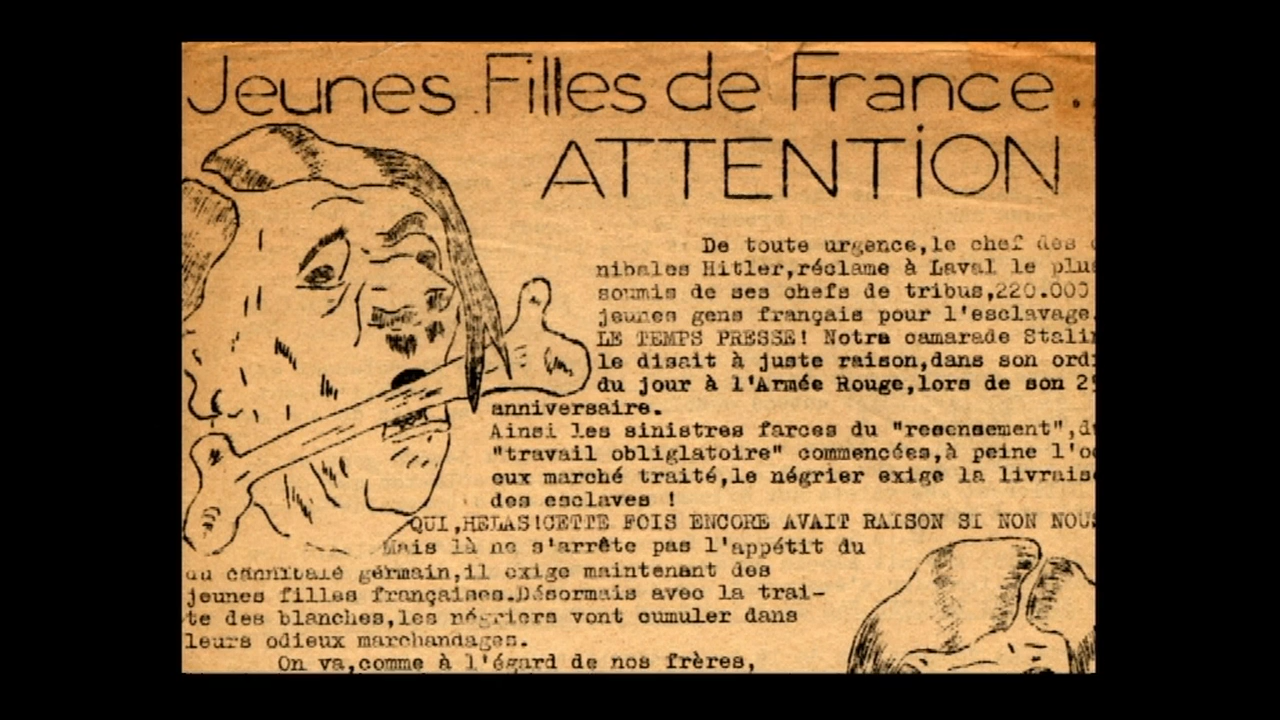 Jeunes Filles de France..
ATTENTiON
De toute urgence,le chef des
nibales Hitler,réclame à Laval le plus
soumis de ses chefs de tribus,220.000
jeunes gens français pour l'esclavage.
LE TEMPS PRESSE! Notre camarade Stalin
le disait à juste raison,dans son ord
du jour à l'Armée Rouge,lors de son 2
anniversaire.
Ainsi les sinistres farces du "recensement",d
"travail obliglatoire" commencées,à peine l'o
eux marché traité,le négrier exige la livrais
des esclaves !
QUI,HELAS!CETTE FOIS ENCORE AVAIT RAISON SI NON NOUS
Mais là ne s'arrête pas l'appétit du
du cannibale germain,il exige maintenant des
jeunes filles françaises.Désormais avec la trai-
te des blanches,les négriers vont cumuler dans
leurs odieux marchandages.
On va,comme à l'égard de nos frères,